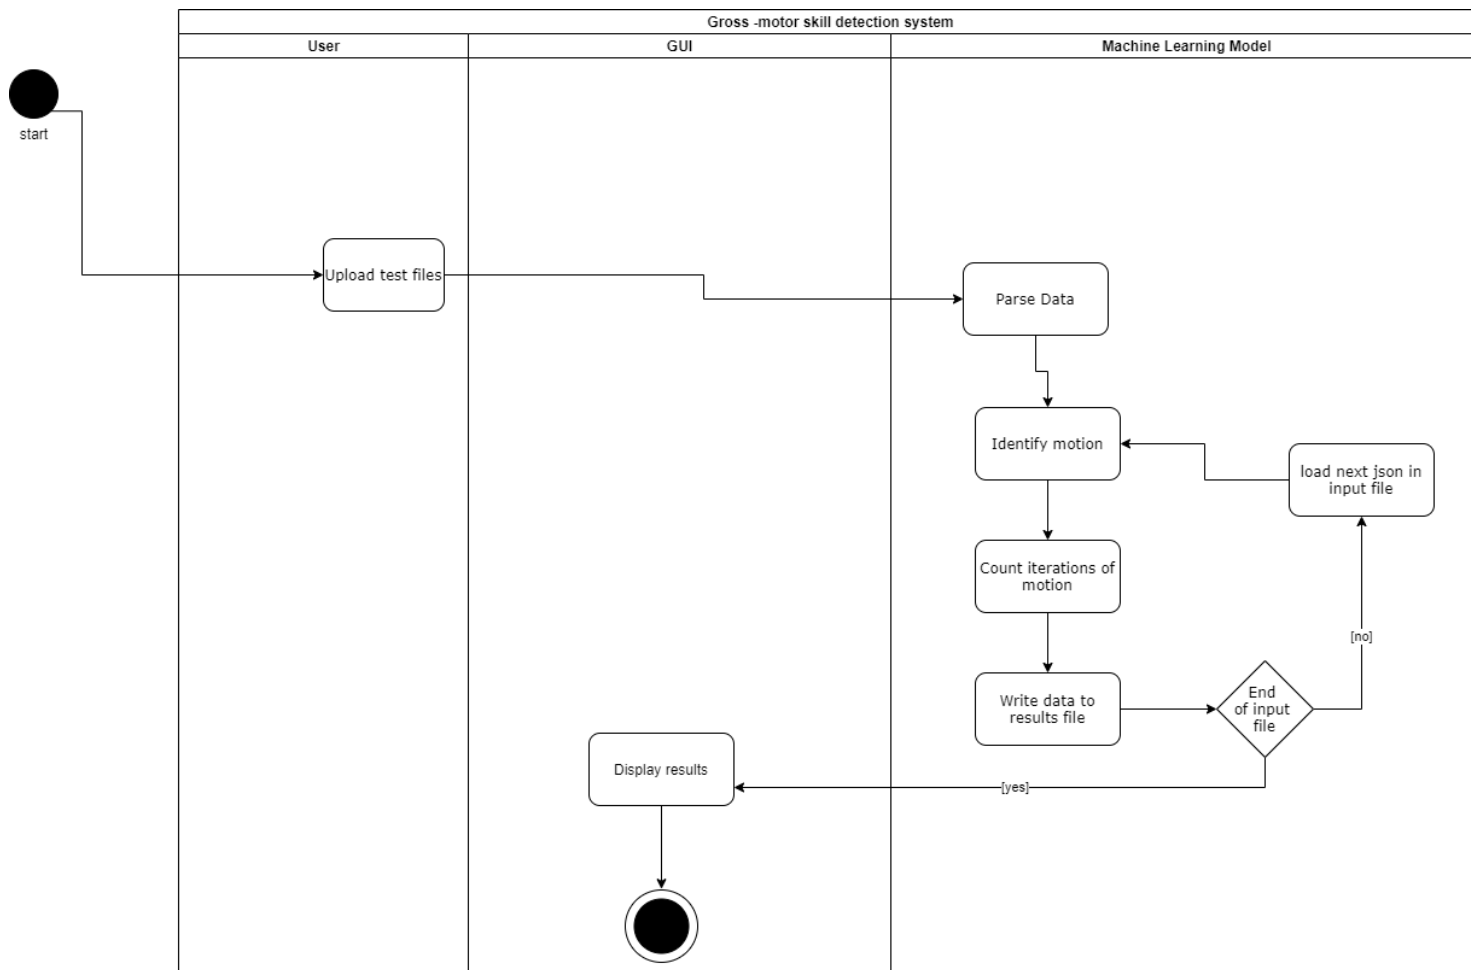 Gross -motor skill detection system
User
GUI
Machine Learning Model
start
Upload test files
Parse Data
Identify motion
load next json in
input file
Count iterations of
motion
[no]
Write data to
results file
End
of input
file
Display results
[yes]